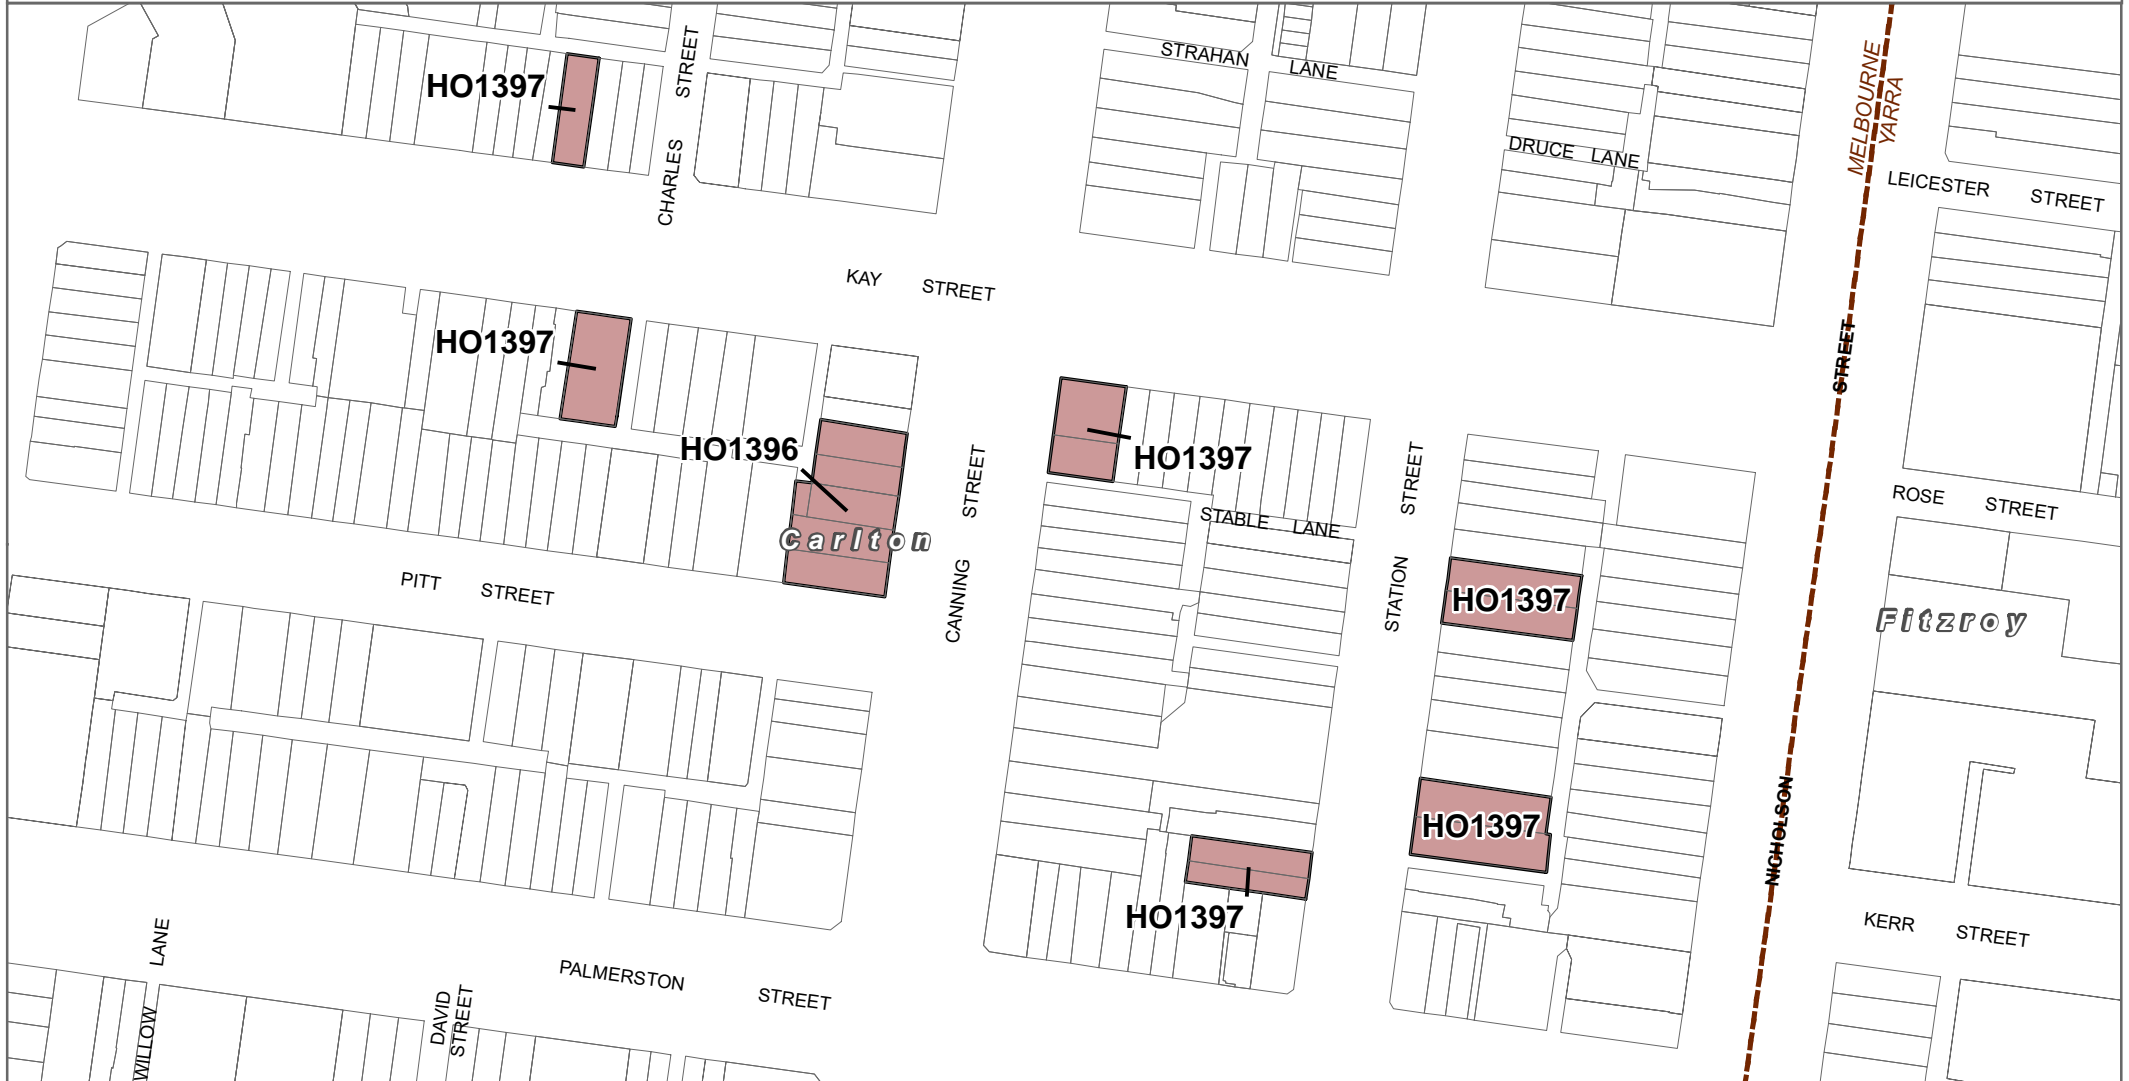 STRAHAN LANE
HO1397
CHARLES STREET
MELBOURNE
YARRA
DRUCE LANE
LEICESTER STREET
KAY STREET
HO1397
HO1396
HO1397
STABLE LANE
CANNING STREET
STATION STREET
NICHOLSON STREET
ROSE STREET
Carlton
PITT STREET
HO1397
Fitzroy
HO1397
HO1397
KERR STREET
PALMERSTON STREET
WILLOW LANE
DAVID
STREET